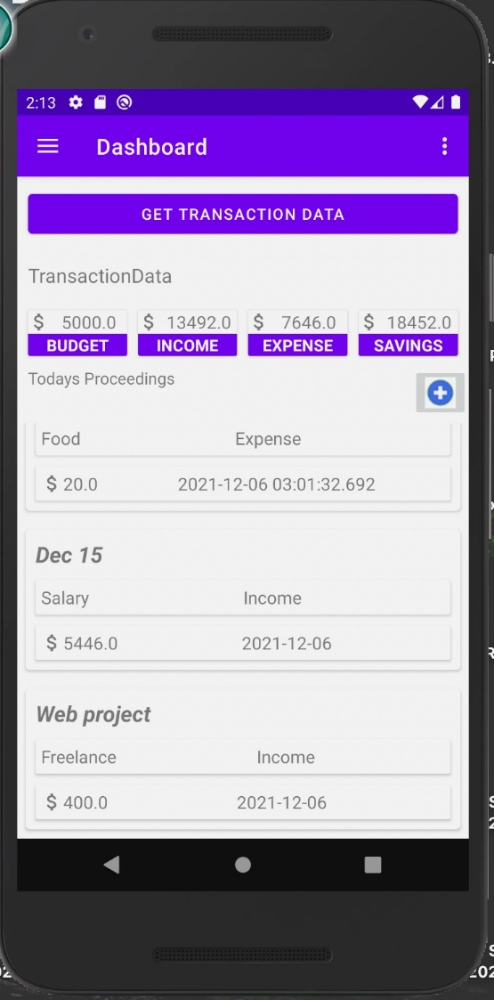 2:13
Dashboard
GET TRANSACTION DATA
TransactionData
$ 5000.0 $ 13492.0 $ 7646.0 $ 18452.0
BUDGET INCOME EXPENSE SAVINGS
Todays Proceedings
Food Expense
$ 20.0 2021-12-06 03:01:32.692
Dec 15
Salary Income
$ 5446.0 2021-12-06
Web project
Freelance Income
$ 400.0 2021-12-06